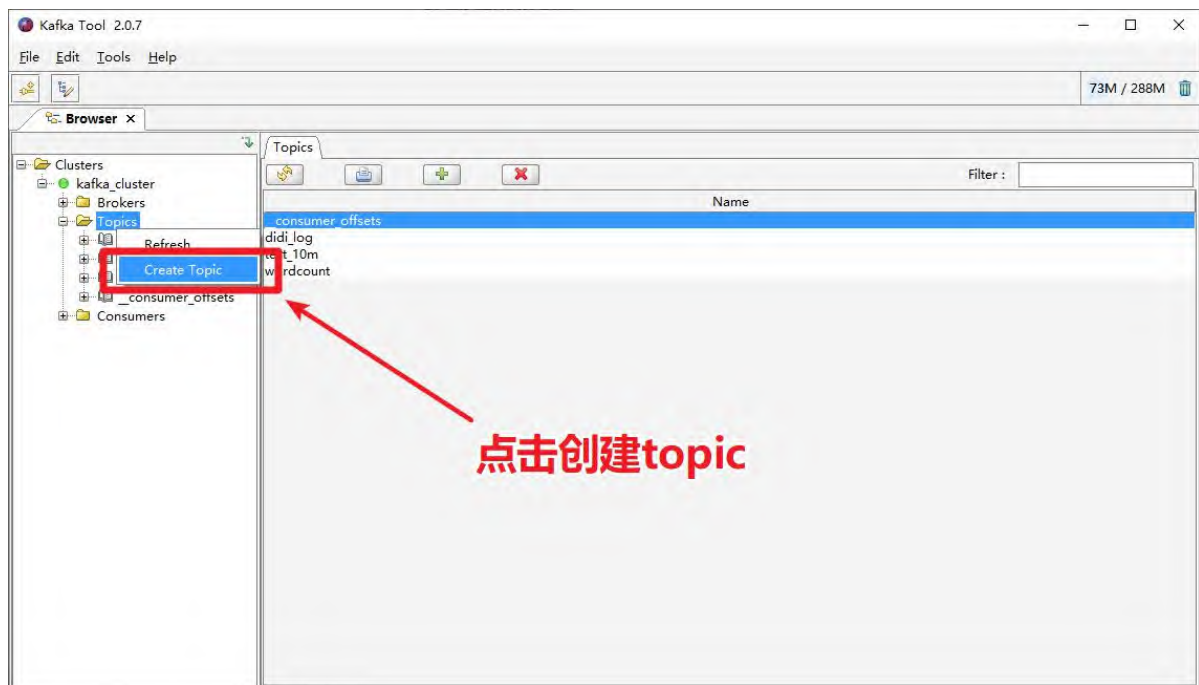 Kafka Tool 2.0.7
File Edit Tools Help
73M / 288M
Browser
Topics
Clusters
kafka_cluster
Brokers
Topics
Refresh
Create Topic
__consumer_offsets
Consumers
Filter :
Name
__consumer_offsets
didi_log
test_10m
wordcount
点击创建topic